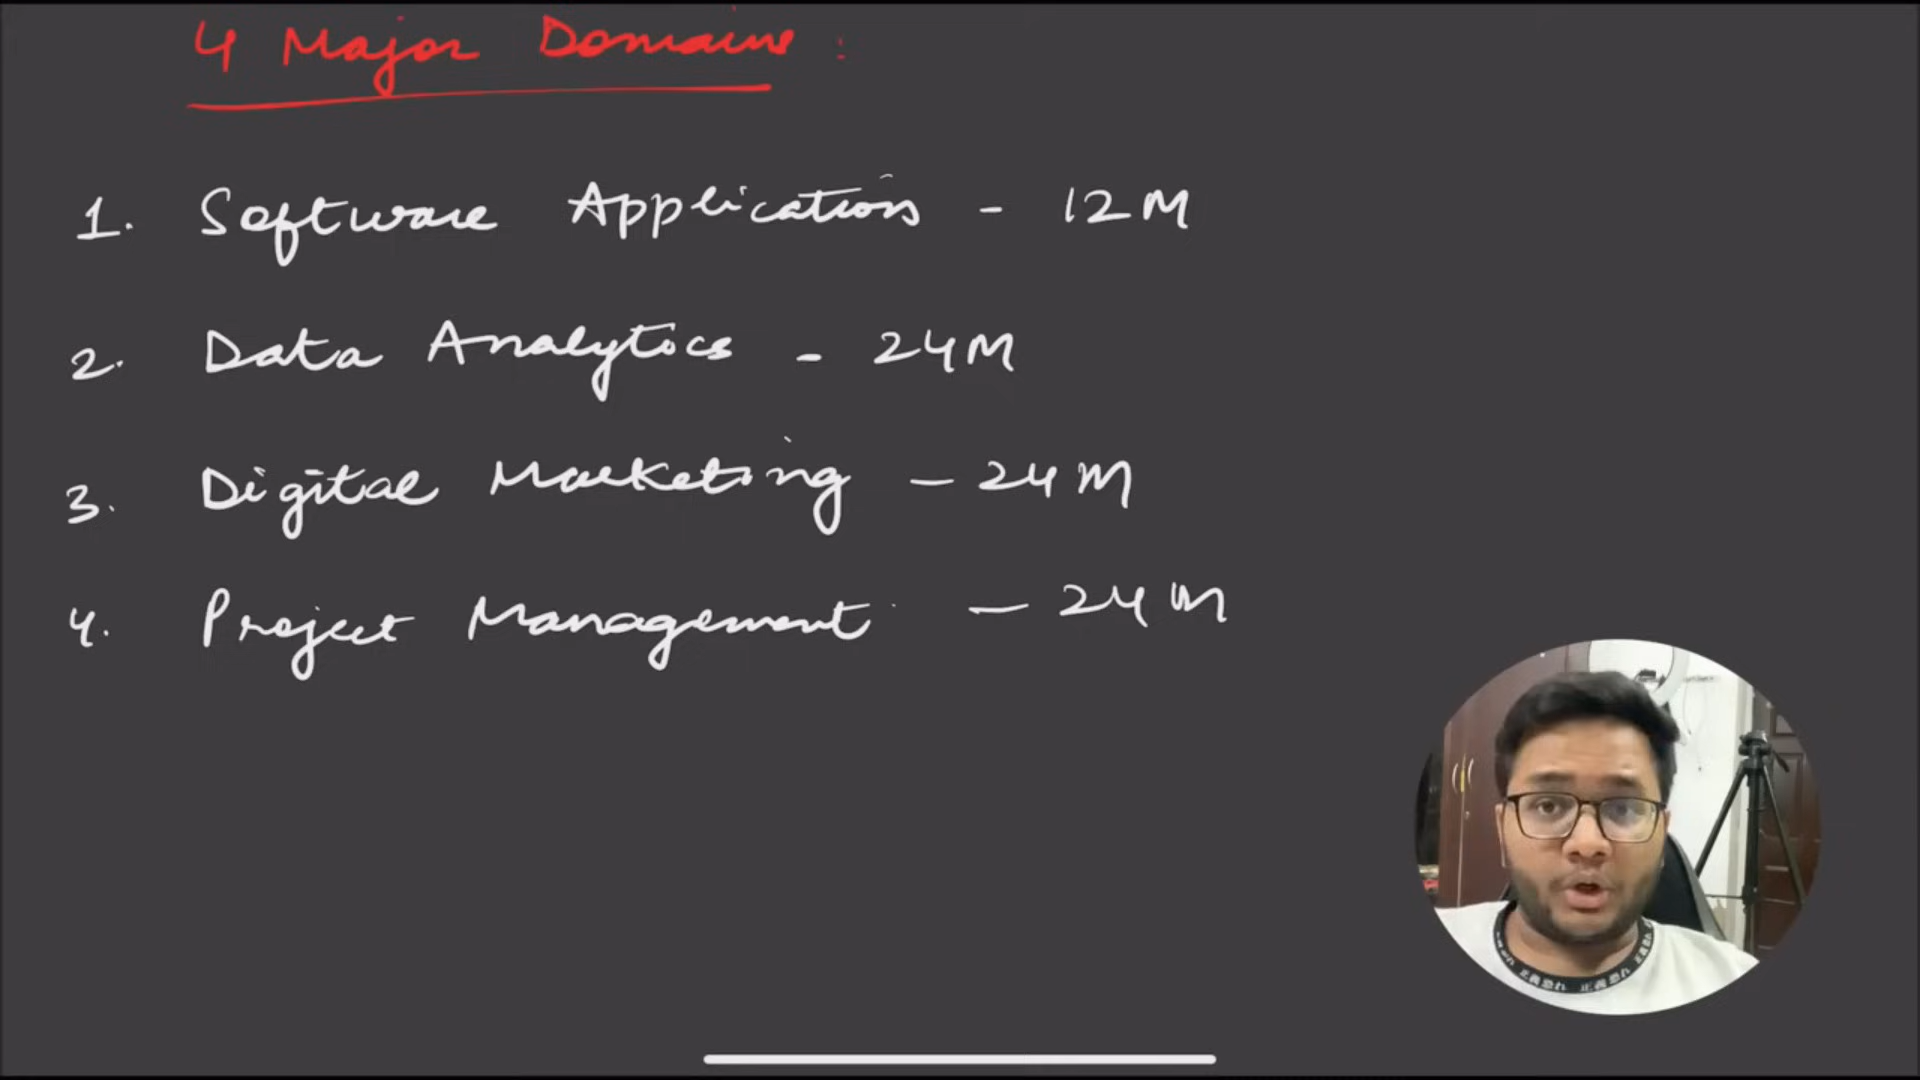 4 Major Domains :
1. Software Applications - 12M
2. Data Analytics - 24M
3. Digital Marketing - 24M
4. Project Management - 24M